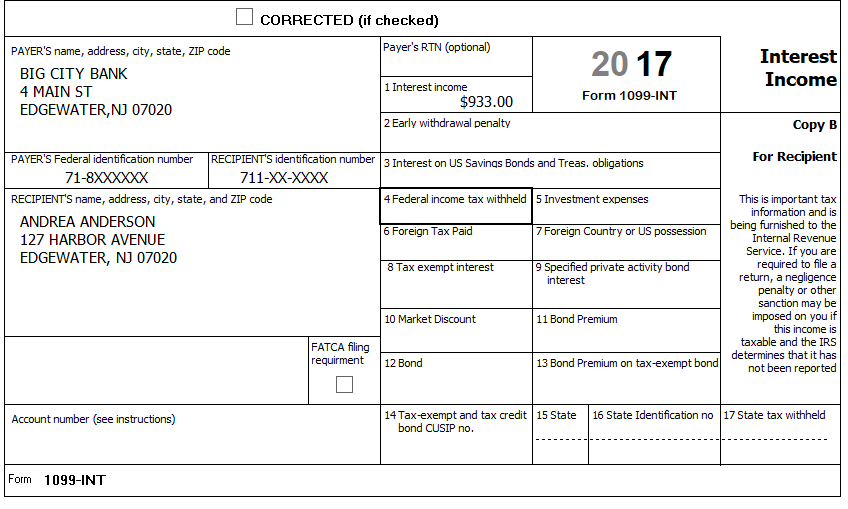 CORRECTED (if checked)
PAYER'S name, address, city, state, ZIP code
BIG CITY BANK
4 MAIN ST
EDGEWATER,NJ 07020
Payer's RTN (optional)
1 Interest income
$933.00
2017
Form 1099-INT
Interest
Income
2 Early withdrawal penalty
Copy B
For Recipient
PAYER'S Federal identification number
71-8XXXXXX
RECIPIENT'S identification number
711-XX-XXXX
3 Interest on US Savings Bonds and Treas. obligations
RECIPIENT'S name, address, city, state, and ZIP code
ANDREA ANDERSON
127 HARBOR AVENUE
EDGEWATER, NJ 07020
4 Federal income tax withheld
5 Investment expenses
6 Foreign Tax Paid
7 Foreign Country or US possession
8 Tax exempt interest
9 Specified private activity bond
interest
10 Market Discount
11 Bond Premium
12 Bond
13 Bond Premium on tax-exempt bond
This is important tax
information and is
being furnished to the
Internal Revenue
Service. If you are
required to file a
return, a negligence
penalty or other
sanction may be
imposed on you if
this income is
taxable and the IRS
determines that it has
not been reported
FATCA filing
requirment
Account number (see instructions)
14 Tax-exempt and tax credit
bond CUSIP no.
15 State
16 State Identification no
17 State tax withheld
Form 1099-INT